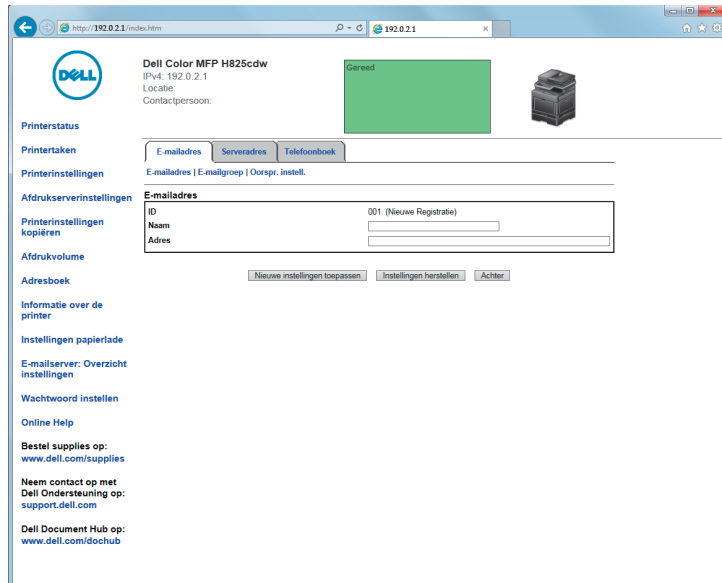 http://192.0.2.1/index.htm
192.0.2.1
DELL
Dell Color MFP H825cdw
IPv4: 192.0.2.1
Locatie:
Contactpersoon:
Gereed
Printerstatus
Printertaken
Printerinstellingen
Afdrukserverinstellingen
Printerinstellingen
kopiëren
Afdrukvolume
Adresboek
Informatie over de
printer
Instellingen papierlade
E-mailserver: Overzicht
instellingen
Wachtwoord instellen
Online Help
Bestel supplies op:
www.dell.com/supplies
Neem contact op met
Dell Ondersteuning op:
support.dell.com
Dell Document Hub op:
www.dell.com/dochub
E-mailadres Serveradres Telefoonboek
E-mailadres | E-mailgroep | Oorspr. instell.
E-mailadres
ID 001 (Nieuwe Registratie)
Naam
Adres
Nieuwe instellingen toepassen Instellingen herstellen Achter